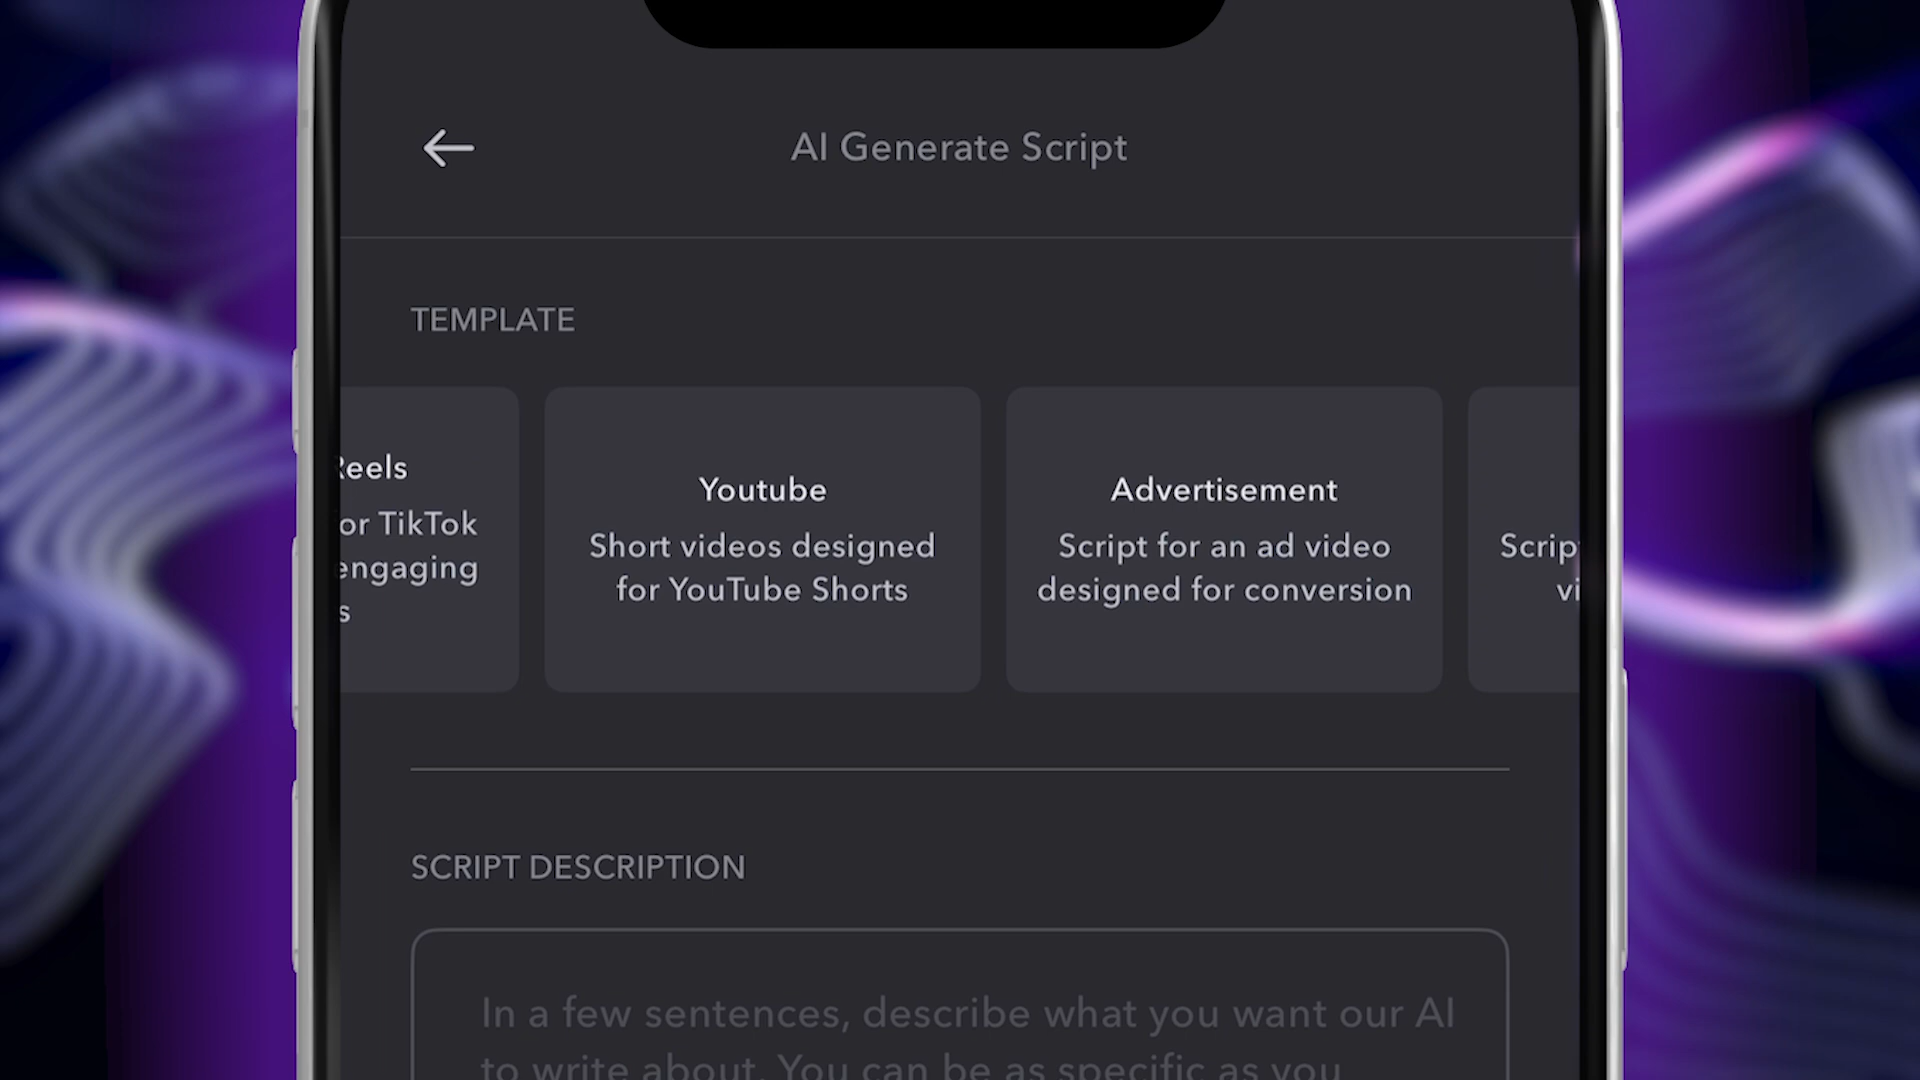 AI Generate Script
TEMPLATE
Reels
or TikTok
engaging
s
Youtube
Short videos designed
for YouTube Shorts
Advertisement
Script for an ad video
designed for conversion
Script
vi
SCRIPT DESCRIPTION
In a few sentences, describe what you want our AI
to write about. You can be as specific as you